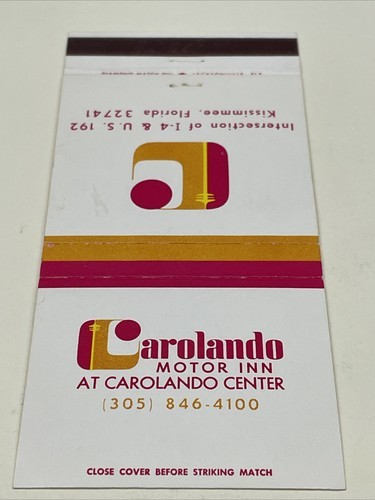 Intersection of I-4 & U.S. 192
Kissimmee, Florida 32741
Carolando
MOTOR INN
AT CAROLANDO CENTER
(305) 846-4100
CLOSE COVER BEFORE STRIKING MATCH